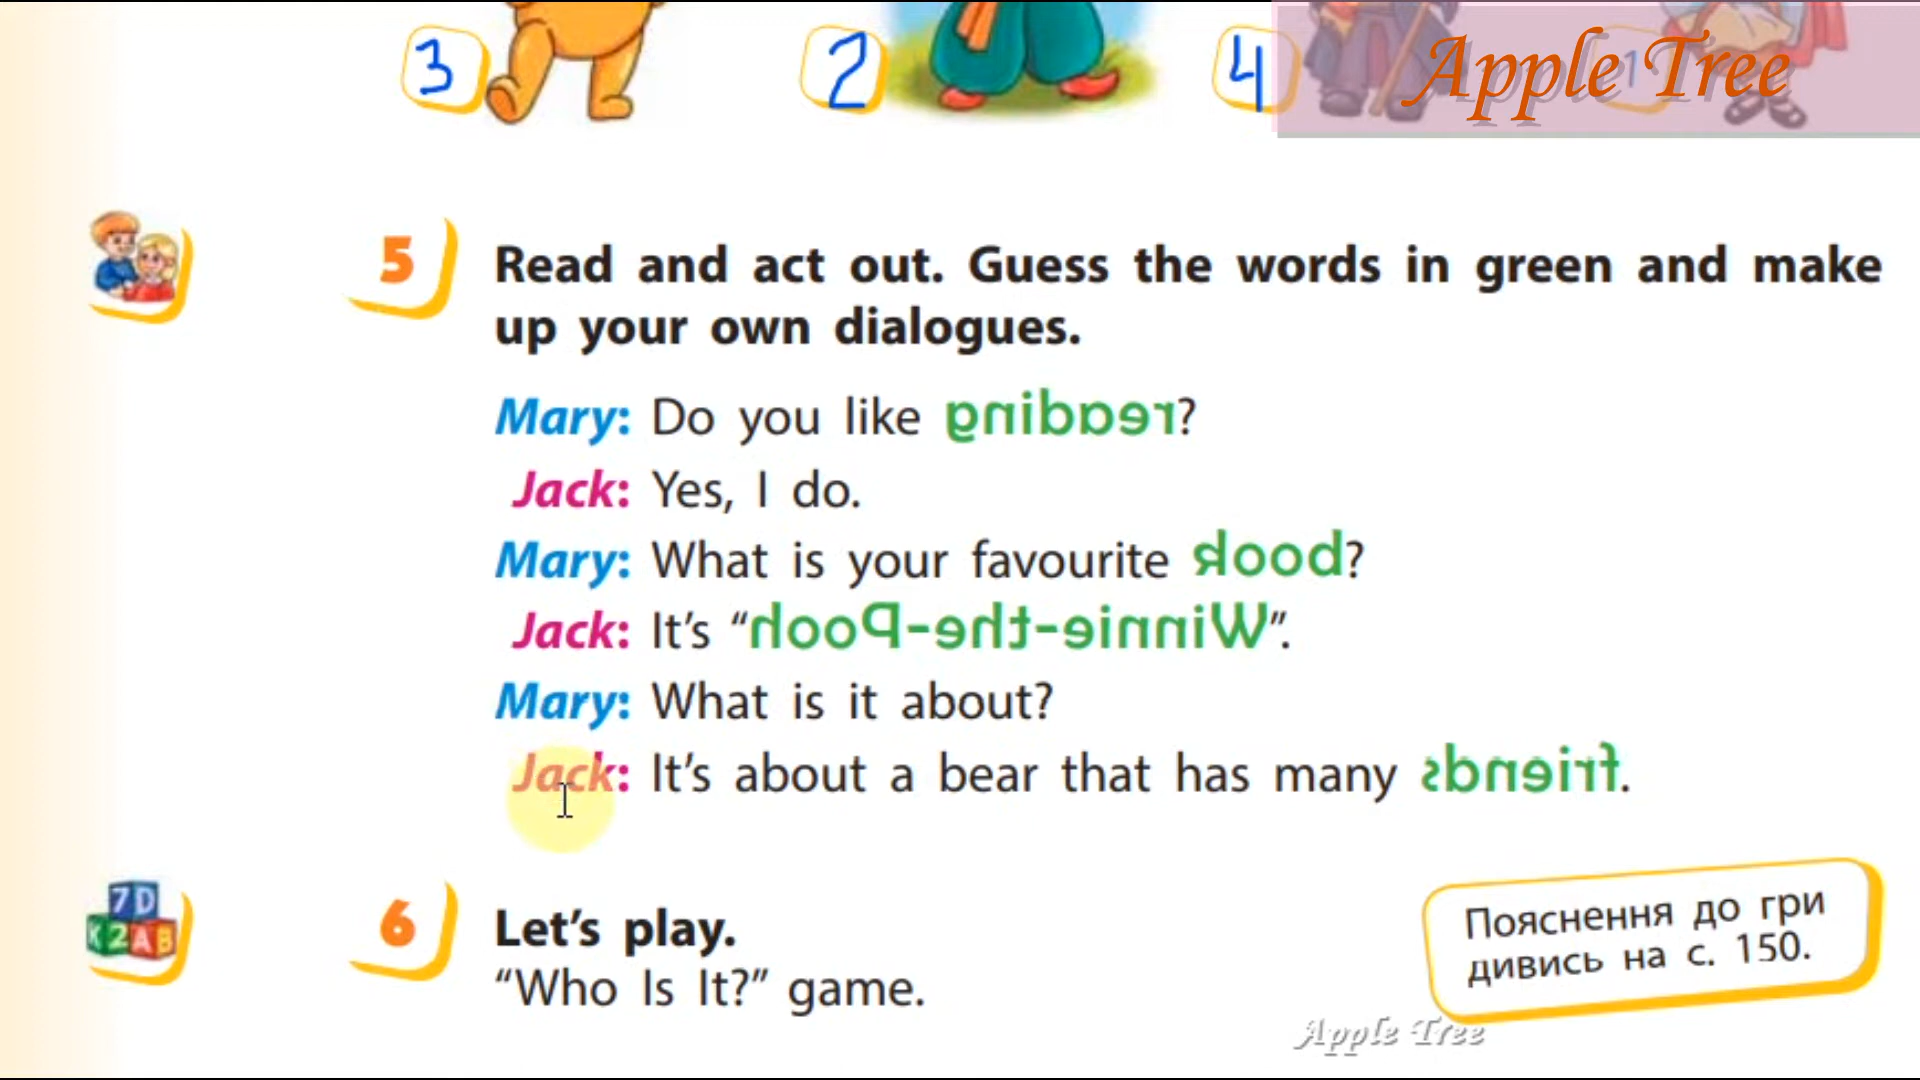 3 2 4 1 Apple Tree
5 Read and act out. Guess the words in green and make
up your own dialogues.
Mary: Do you like reading?
Jack: Yes, I do.
Mary: What is your favourite book?
Jack: It's “Winnie-the-Pooh”.
Mary: What is it about?
Jack: It's about a bear that has many friends.
6 Let's play.
“Who Is It?” game.
Пояснення до гри
дивись на с. 150.
7D
K2AB
Apple Tree